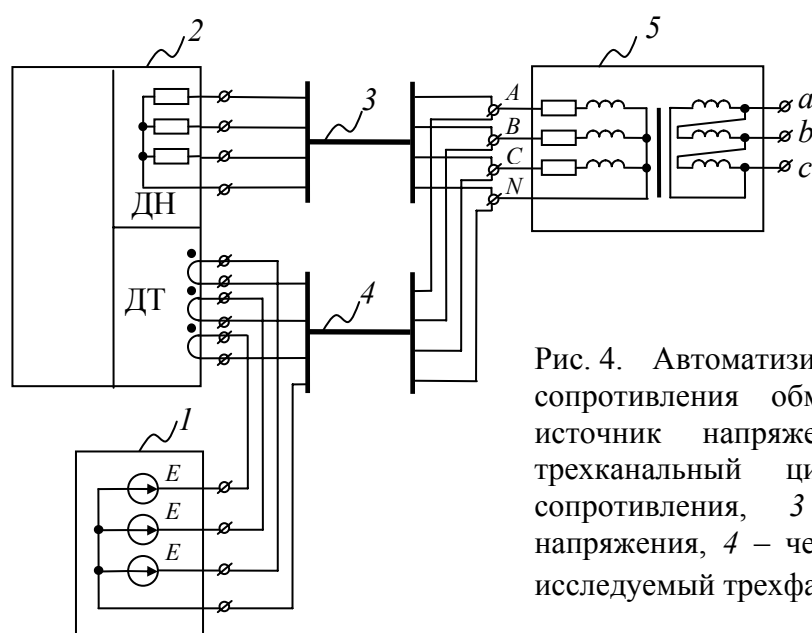 2
3
5
A
B
C
N
a
b
c
ДН
ДТ
4
1
E
E
E
Рис. 4. Автоматизи
сопротивления обм
источник напряже
трехканальный ци
сопротивления, 3
напряжения, 4 – че
исследуемый трехфа